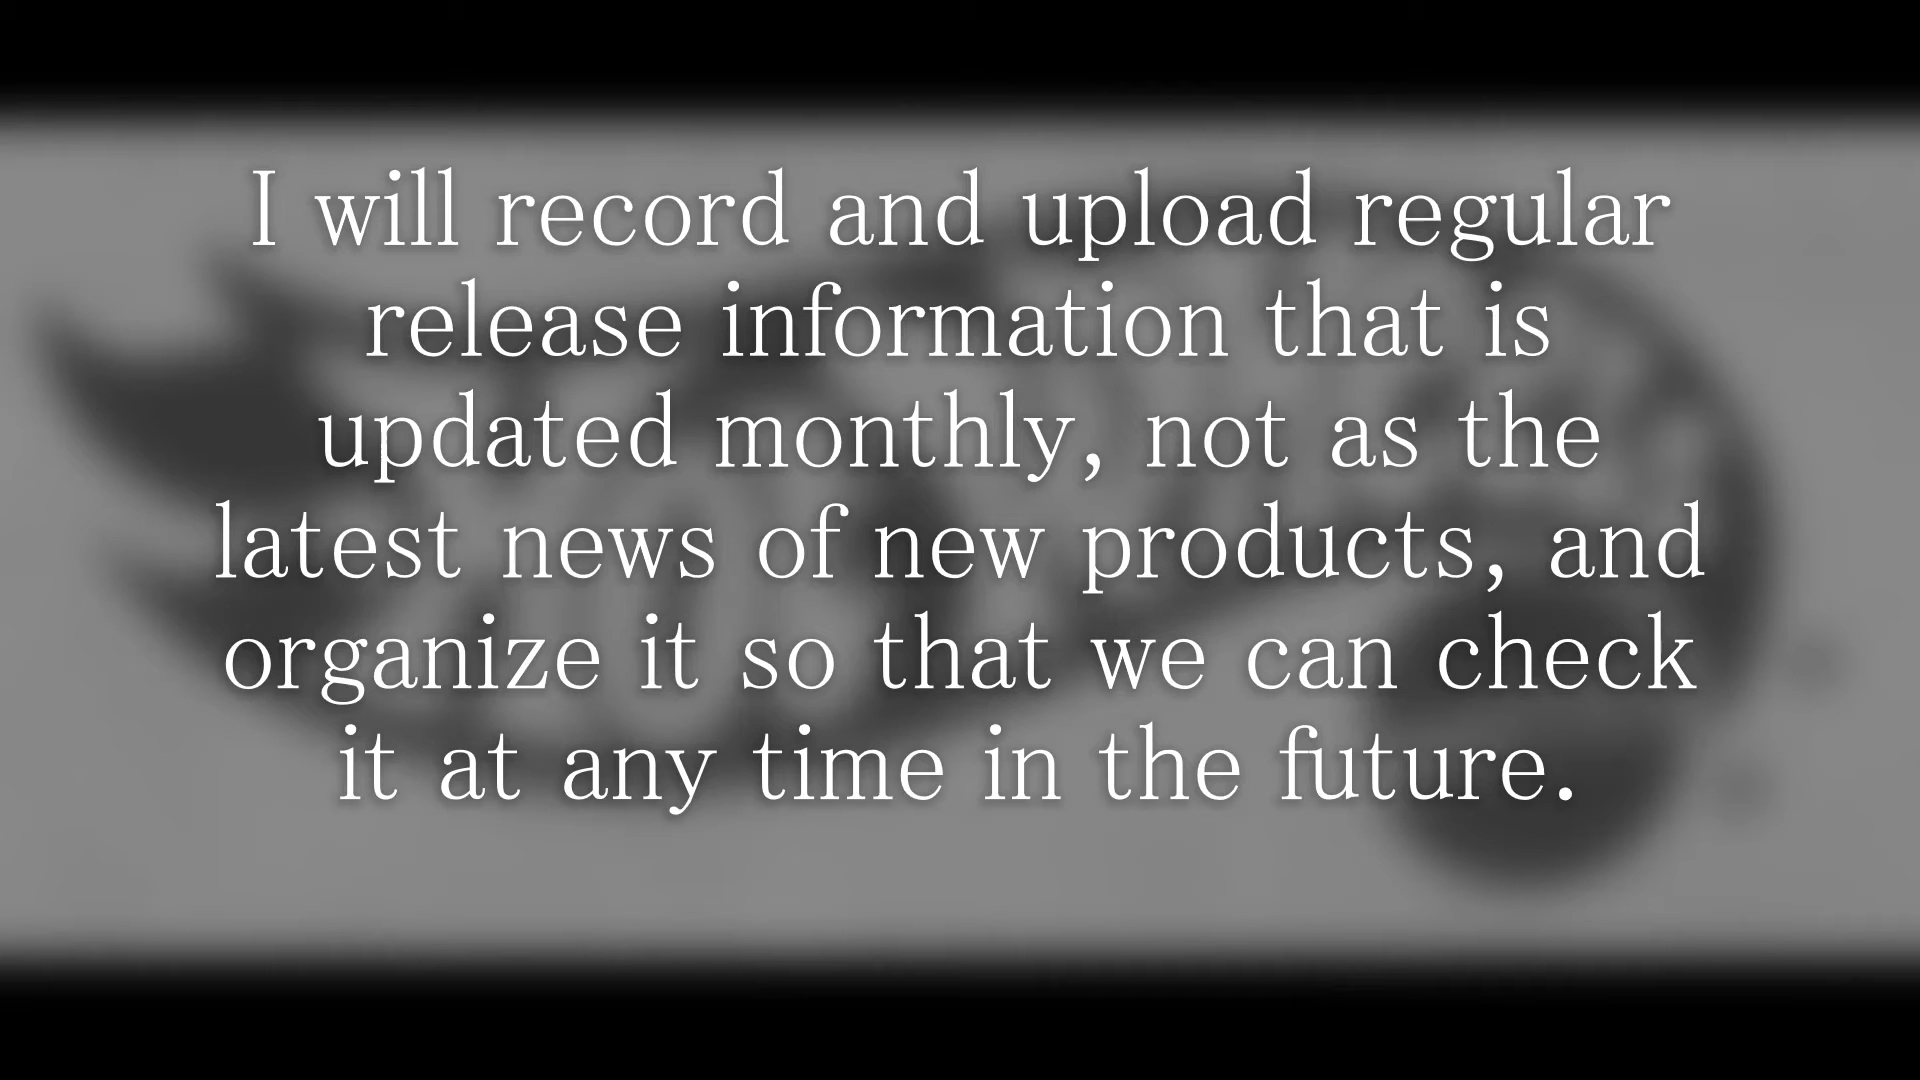 I will record and upload regular
release information that is
updated monthly, not as the
latest news of new products, and
organize it so that we can check
it at any time in the future.